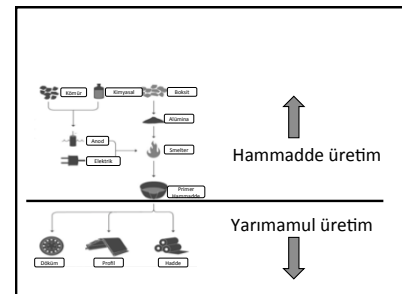 Kömür
Kimyasal
Boksit
Alümina
Anod
Elektrik
Smelter
Primer
Hammadde
Hammadde üretim
Yarımamul üretim
Döküm
Profil
Hadde